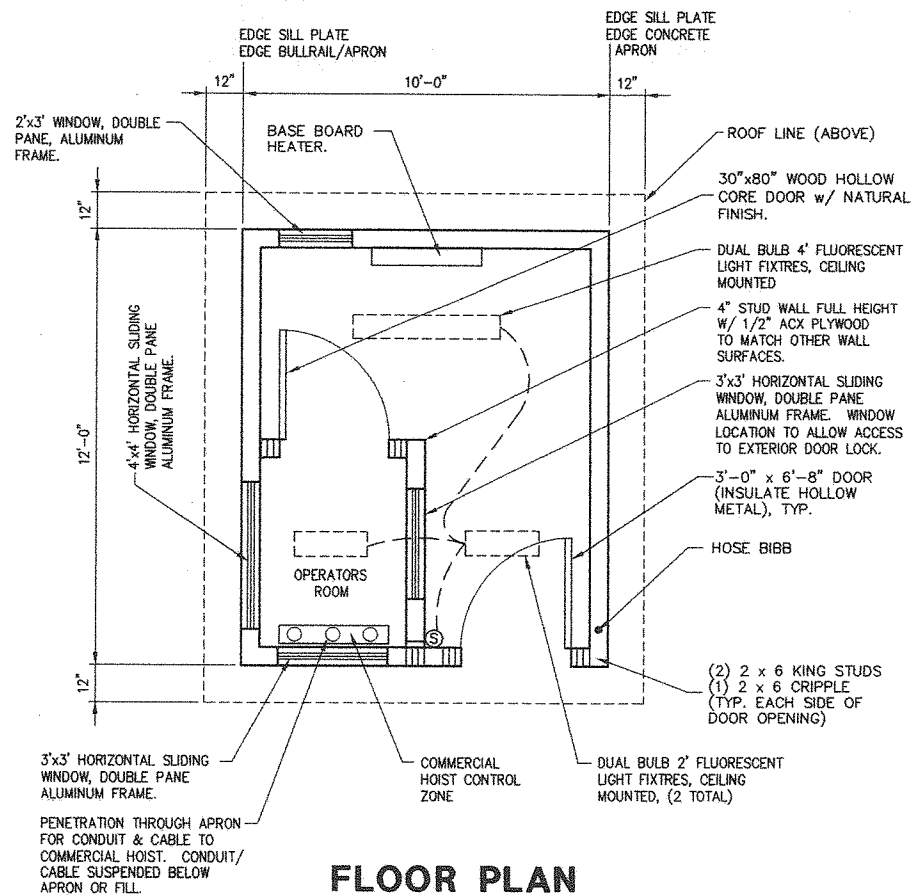 EDGE SILL PLATE
EDGE BULLRAIL/APRON
EDGE SILL PLATE
EDGE CONCRETE
APRON
12"
10'-0"
12"
2'x3' WINDOW, DOUBLE
PANE, ALUMINUM
FRAME.
BASE BOARD
HEATER.
ROOF LINE (ABOVE)
30"x80" WOOD HOLLOW
CORE DOOR w/ NATURAL
FINISH.
12"
DUAL BULB 4' FLUORESCENT
LIGHT FIXTRES, CEILING
MOUNTED
4" STUD WALL FULL HEIGHT
W/ 1/2" ACX PLYWOOD
TO MATCH OTHER WALL
SURFACES.
12'-0"
4'x4' HORIZONTAL SLIDING
WINDOW, DOUBLE PANE
ALUMINUM FRAME.
3'x3' HORIZONTAL SLIDING
WINDOW, DOUBLE PANE
ALUMINUM FRAME. WINDOW
LOCATION TO ALLOW ACCESS
TO EXTERIOR DOOR LOCK.
3'-0" x 6'-8" DOOR
(INSULATE HOLLOW
METAL), TYP.
HOSE BIBB
OPERATORS
ROOM
S
12"
(2) 2 x 6 KING STUDS
(1) 2 x 6 CRIPPLE
(TYP. EACH SIDE OF
DOOR OPENING)
3'x3' HORIZONTAL SLIDING
WINDOW, DOUBLE PANE
ALUMINUM FRAME.
COMMERCIAL
HOIST CONTROL
ZONE
DUAL BULB 2' FLUORESCENT
LIGHT FIXTRES, CEILING
MOUNTED, (2 TOTAL)
PENETRATION THROUGH APRON
FOR CONDUIT & CABLE TO
COMMERCIAL HOIST. CONDUIT/
CABLE SUSPENDED BELOW
APRON OR FILL.
FLOOR PLAN